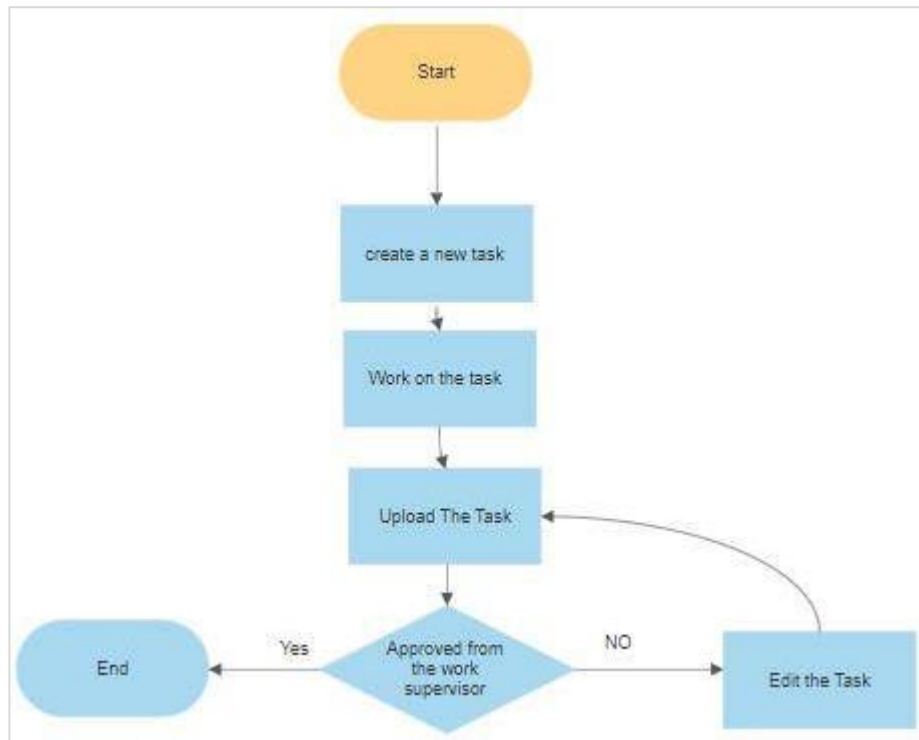 Start
create a new task
Work on the task
Upload The Task
Yes
Approved from
the work
supervisor
NO
End
Edit the Task